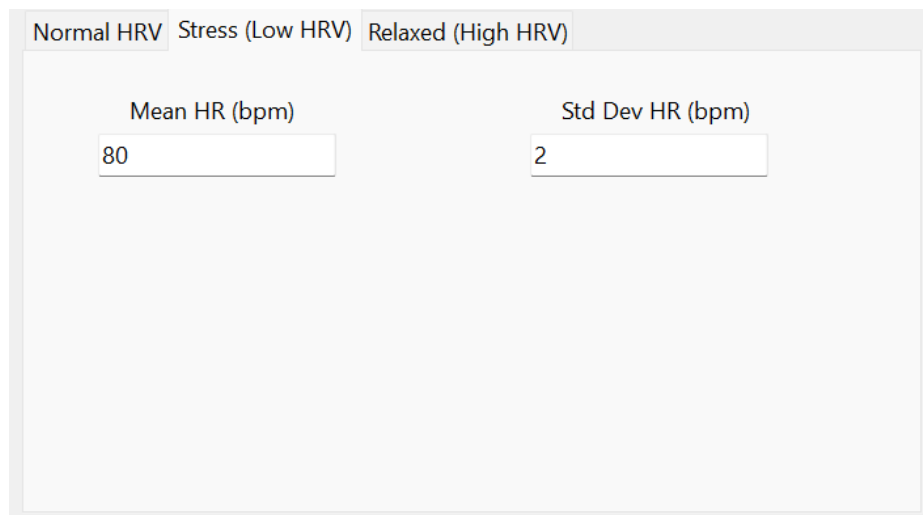 Normal HRV Stress (Low HRV) Relaxed (High HRV)
Mean HR (bpm) Std Dev HR (bpm)
80 2